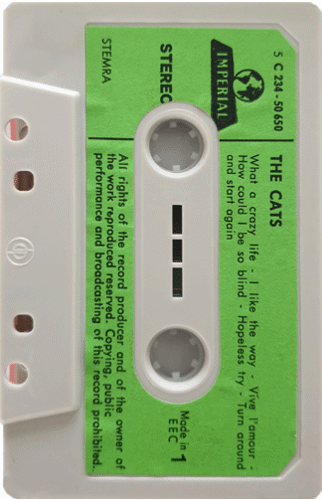 5 C 234 - 50 650
IMPERIAL
THE CATS
What a crazy life - I like the way - Vive l'amour -
How could I be so blind - Hopeless try - Turn around
and start again
STEREO
STEMRA
1
Made in
EEC
All rights of the record producer and of the owner of
the work reproduced reserved. Copying, public
performance and broadcasting of this record prohibited.